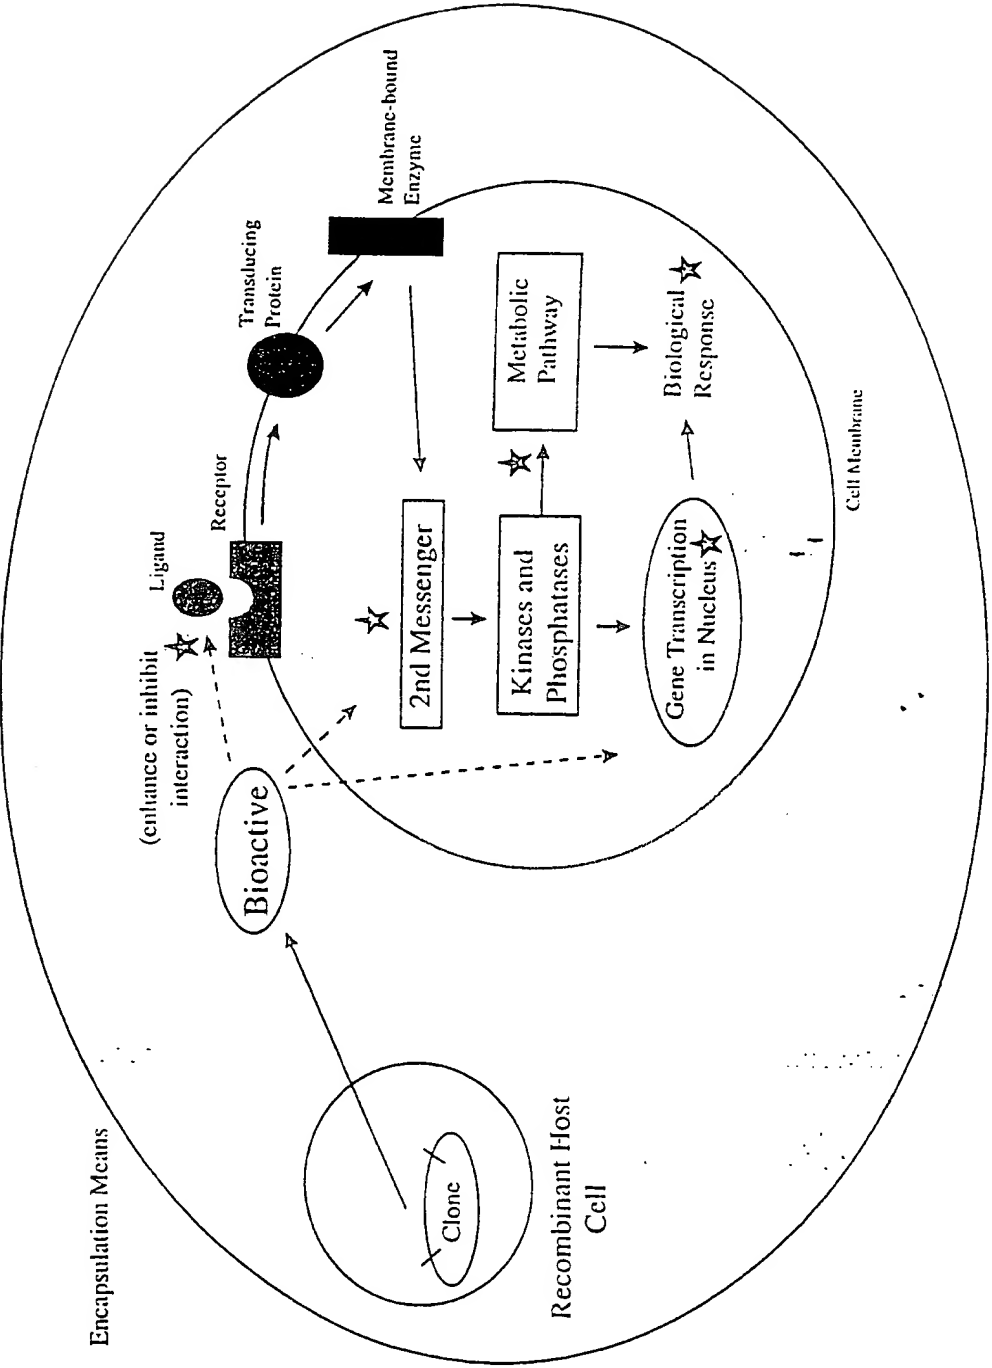 Encapsulation Means
(enhance or inhibit
interaction)
Ligand
Receptor
Transducing
Protein
Membrane-bound
Enzyme
Bioactive
2nd Messenger
Kinases and
Phosphatases
Metabolic
Pathway
Gene Transcription
in Nucleus
Biological
Response
Clone
Recombinant Host
Cell
Cell Membrane